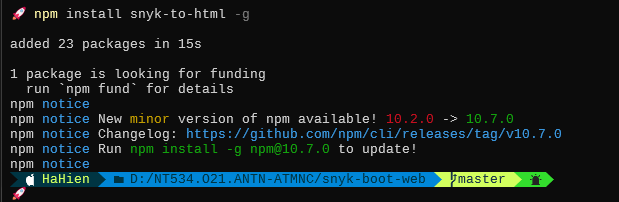 🚀 npm install snyk-to-html -g
added 23 packages in 15s
1 package is looking for funding
run `npm fund` for details
npm notice
npm notice New minor version of npm available! 10.2.0 -> 10.7.0
npm notice Changelog: https://github.com/npm/cli/releases/tag/v10.7.0
npm notice Run npm install -g npm@10.7.0 to update!
npm notice
HaHien D:/NT534.O21.ANTN-ATMNC/snyk-boot-web master
🚀